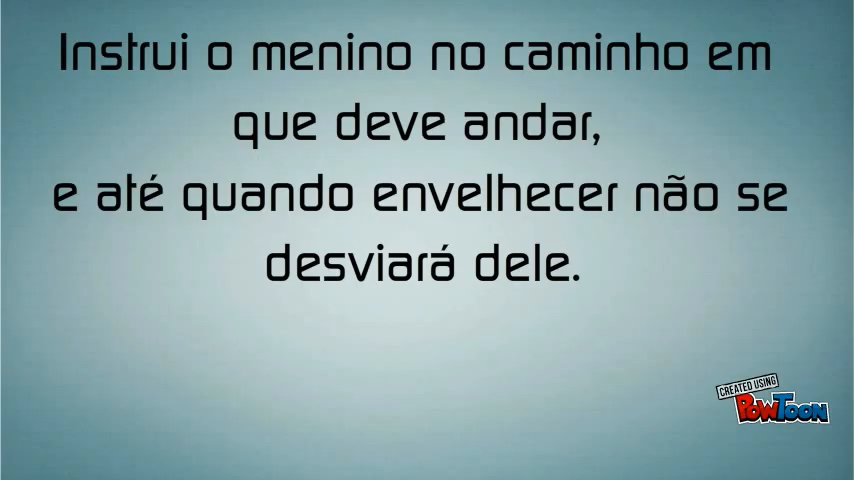 Instrui o menino no caminho em
que deve andar,
e até quando envelhecer não se
desviará dele.
CREATED USING
POWTOON